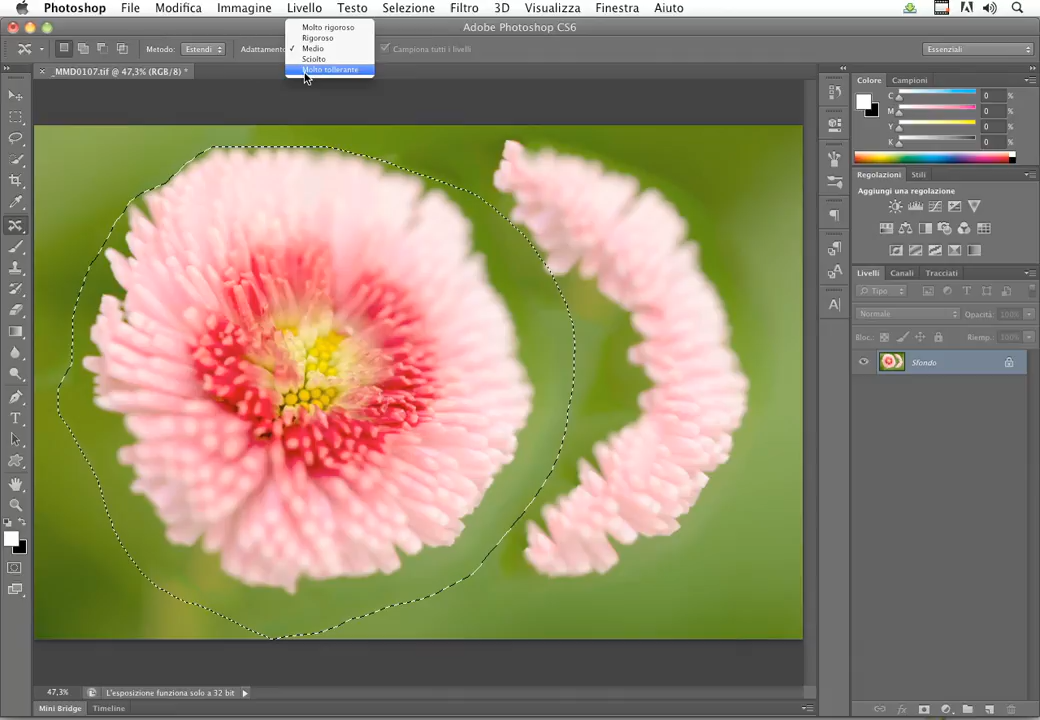 Photoshop File Modifica Immagine Livello Testo Selezione Filtro 3D Visualizza Finestra Aiuto
Adobe Photoshop CS6
Molto rigoroso
Rigoroso
Medio
Sciolto
Molto tollerante
Metodo: Estendi Adattamento Campiona tutti i livelli Essenziali
_MMD0107.tif @ 47,3% (RGB/8) *
Colore Campioni
C 0 %
M 0 %
Y 0 %
K 0 %
Regolazioni Stili
Aggiungi una regolazione
Livelli Canali Tracciati
Tipo
Normale Opacità: 100%
Bloc.: Riemp.: 100%
Sfondo
47,3% L'esposizione funziona solo a 32 bit
Mini Bridge Timeline